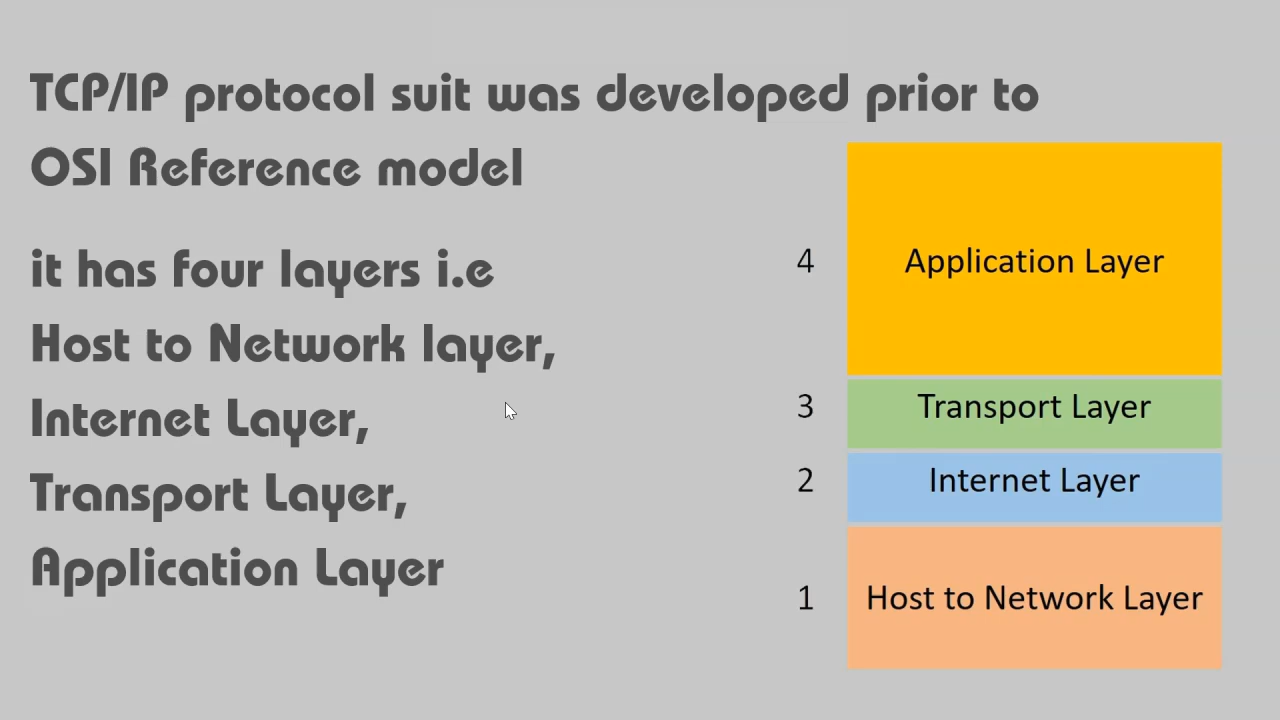 TCP/IP protocol suit was developed prior to
OSI Reference model
it has four layers i.e
Host to Network layer,
Internet Layer,
Transport Layer,
Application Layer
4 Application Layer
3 Transport Layer
2 Internet Layer
1 Host to Network Layer